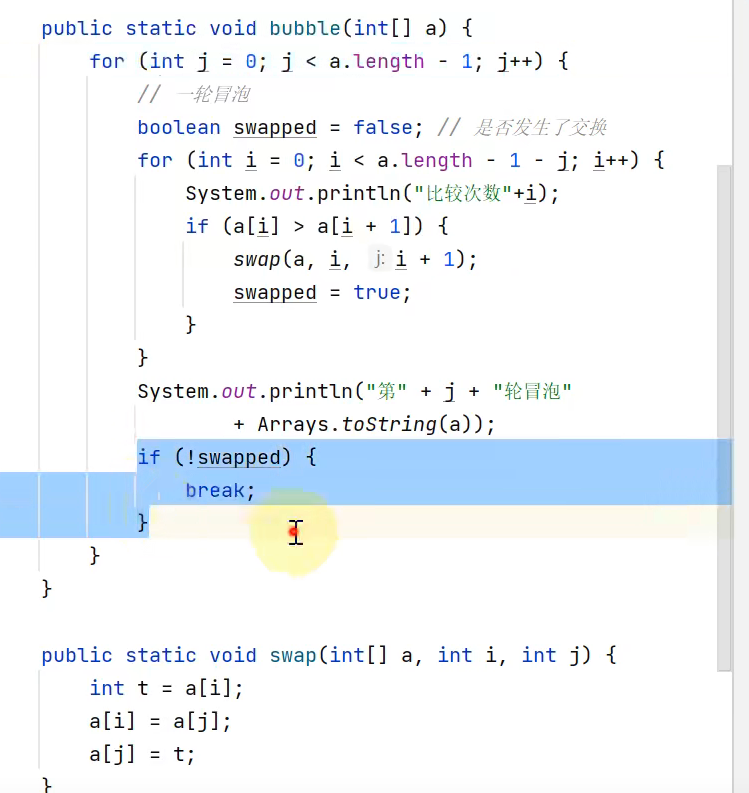 public static void bubble(int[] a) {
for (int j = 0; j < a.length - 1; j++) {
// 一轮冒泡
boolean swapped = false; // 是否发生了交换
for (int i = 0; i < a.length - 1 - j; i++) {
System.out.println("比较次数"+i);
if (a[i] > a[i + 1]) {
swap(a, i, j: i + 1);
swapped = true;
}
}
System.out.println("第" + j + "轮冒泡"
+ Arrays.toString(a));
if (!swapped) {
break;
}
}
}
public static void swap(int[] a, int i, int j) {
int t = a[i];
a[i] = a[j];
a[j] = t;
}